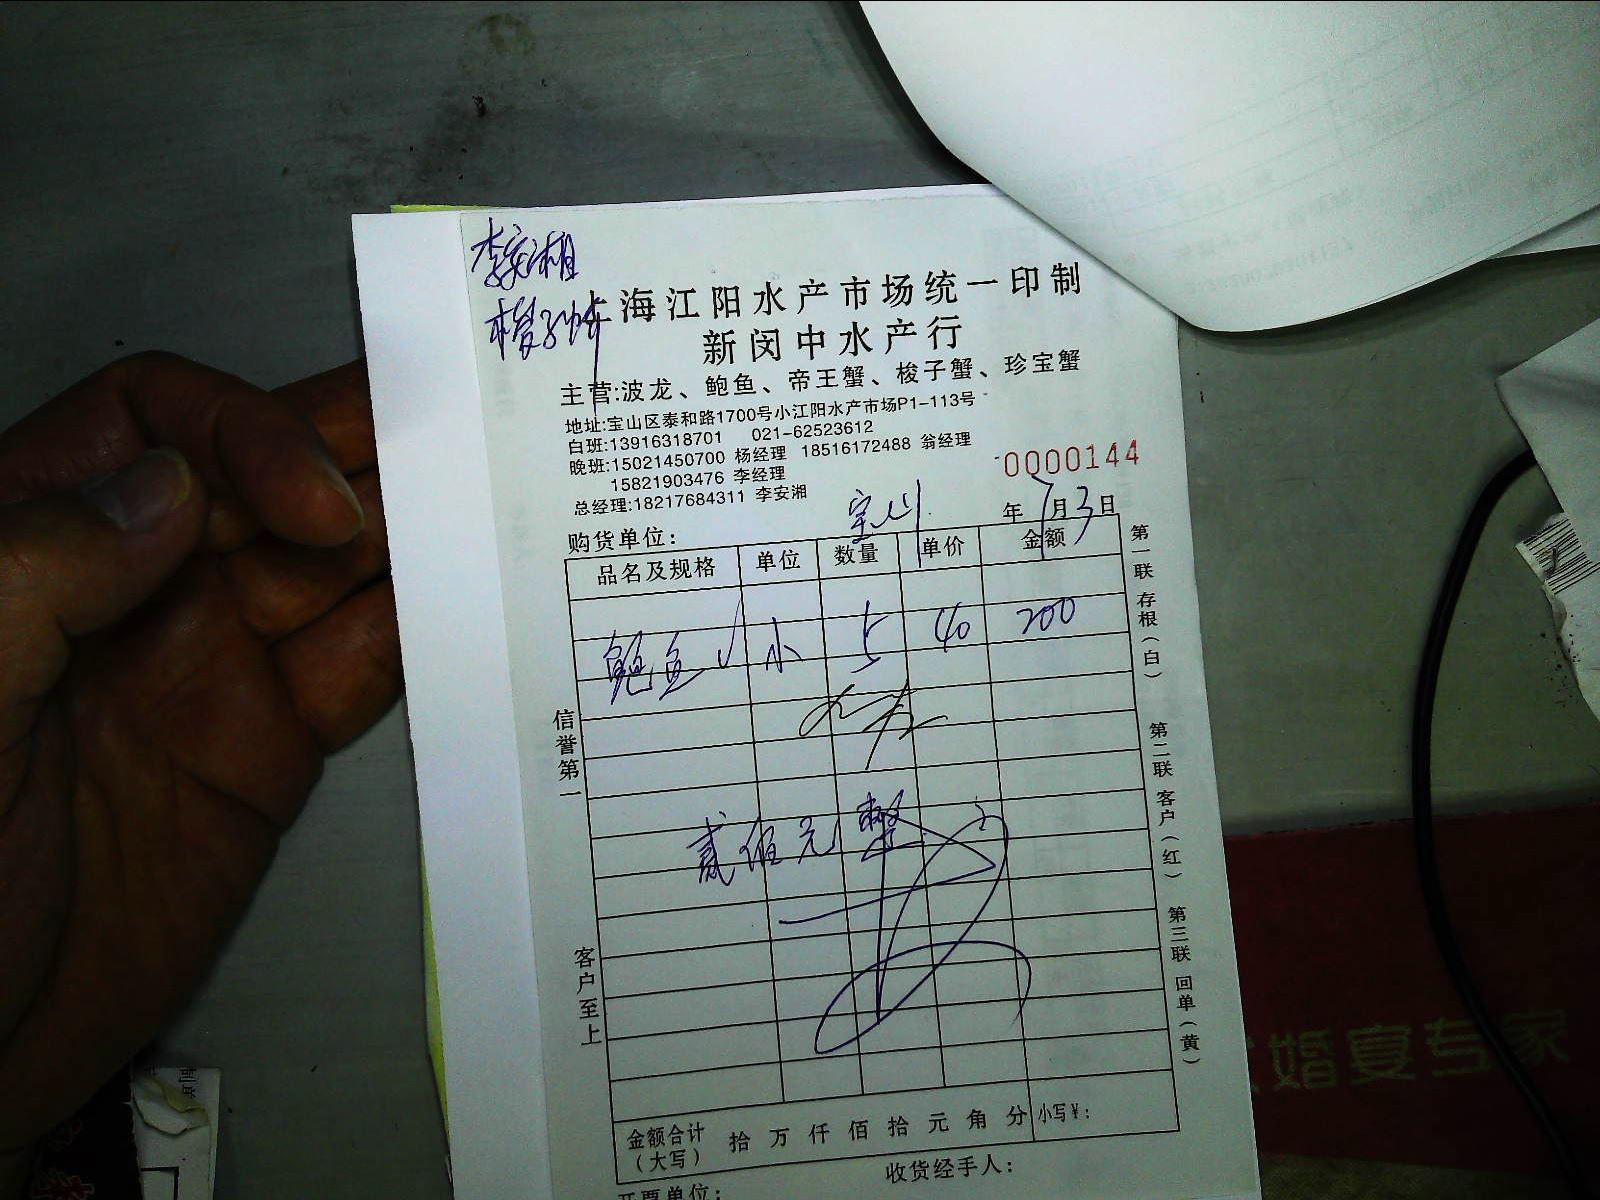 李安湘
梭子蟹
上海江阳水产市场统一印制
新闵中水产行
主营:波龙、鲍鱼、帝王蟹、梭子蟹、珍宝蟹
地址:宝山区泰和路1700号小江阳水产市场P1-113号
白班:13916318701 021-62523612
晚班:15021450700 杨经理 18516172488 翁经理
15821903476 李经理
总经理:18217684311 李安湘
0000144
购货单位: 宝山 年 7月3日
品名及规格 单位 数量 单价 金额
鲍鱼 小 5 40 200
贰佰元整
金额合计(大写) 拾 万 仟 佰 拾 元 角 分 小写¥:
收货经手人:
开票单位:
信誉第一
客户至上
第一联 存根(白)
第二联 客户(红)
第三联 回单(黄)
婚宴专家